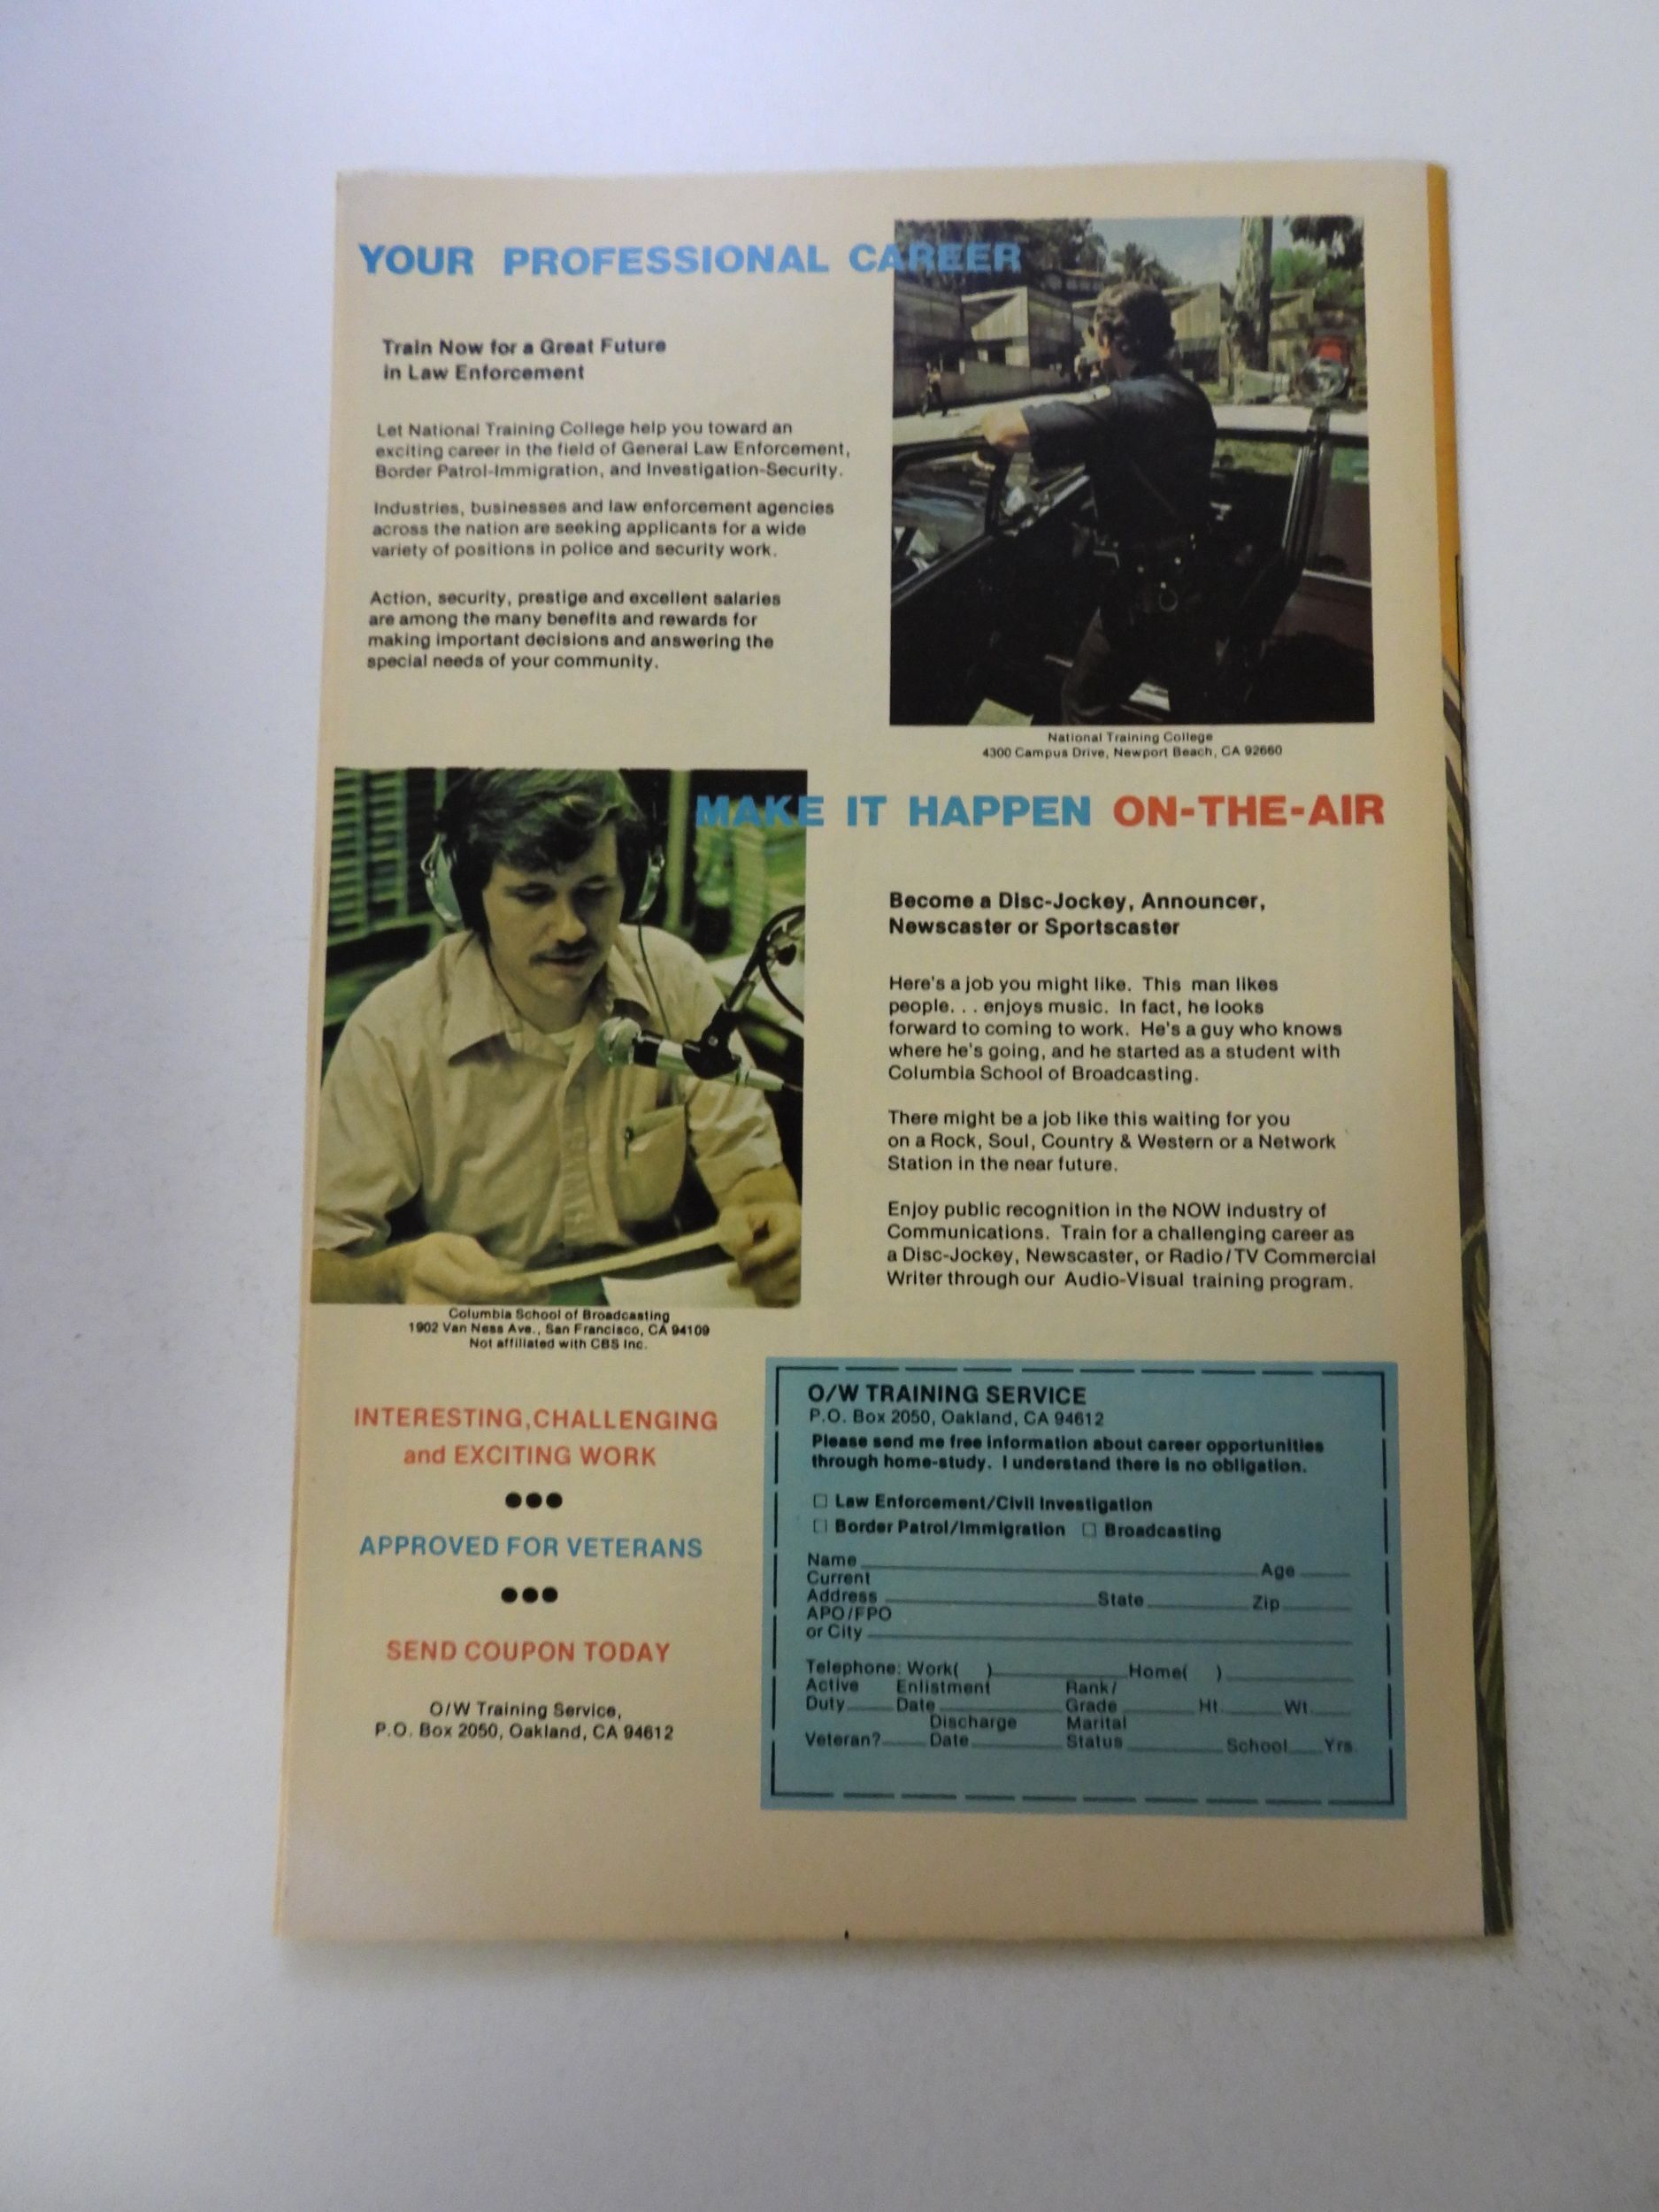 YOUR PROFESSIONAL CAREER
Train Now for a Great Future
in Law Enforcement
Let National Training College help you toward an
exciting career in the field of General Law Enforcement,
Border Patrol-Immigration, and Investigation-Security.
Industries, businesses and law enforcement agencies
across the nation are seeking applicants for a wide
variety of positions in police and security work.
Action, security, prestige and excellent salaries
are among the many benefits and rewards for
making important decisions and answering the
special needs of your community.
National Training College
4300 Campus Drive, Newport Beach, CA 92660
MAKE IT HAPPEN ON-THE-AIR
Become a Disc-Jockey, Announcer,
Newscaster or Sportscaster
Here's a job you might like. This man likes
people. . . enjoys music. In fact, he looks
forward to coming to work. He's a guy who knows
where he's going, and he started as a student with
Columbia School of Broadcasting.
There might be a job like this waiting for you
on a Rock, Soul, Country & Western or a Network
Station in the near future.
Enjoy public recognition in the NOW industry of
Communications. Train for a challenging career as
a Disc-Jockey, Newscaster, or Radio/TV Commercial
Writer through our Audio-Visual training program.
Columbia School of Broadcasting
1902 Van Ness Ave., San Francisco, CA 94109
Not affiliated with CBS Inc.
INTERESTING, CHALLENGING
and EXCITING WORK
●●●
APPROVED FOR VETERANS
●●●
SEND COUPON TODAY
O/W Training Service,
P.O. Box 2050, Oakland, CA 94612
O/W TRAINING SERVICE
P.O. Box 2050, Oakland, CA 94612
Please send me free information about career opportunities
through home-study. I understand there is no obligation.
☐ Law Enforcement/Civil Investigation
☐ Border Patrol/Immigration ☐ Broadcasting
Name Age
Current
Address State Zip
APO/FPO
or City
Telephone: Work( ) Home( )
Active Enlistment Rank/
Duty Date Grade Ht. Wt.
Discharge Marital
Veteran? Date Status School Yrs